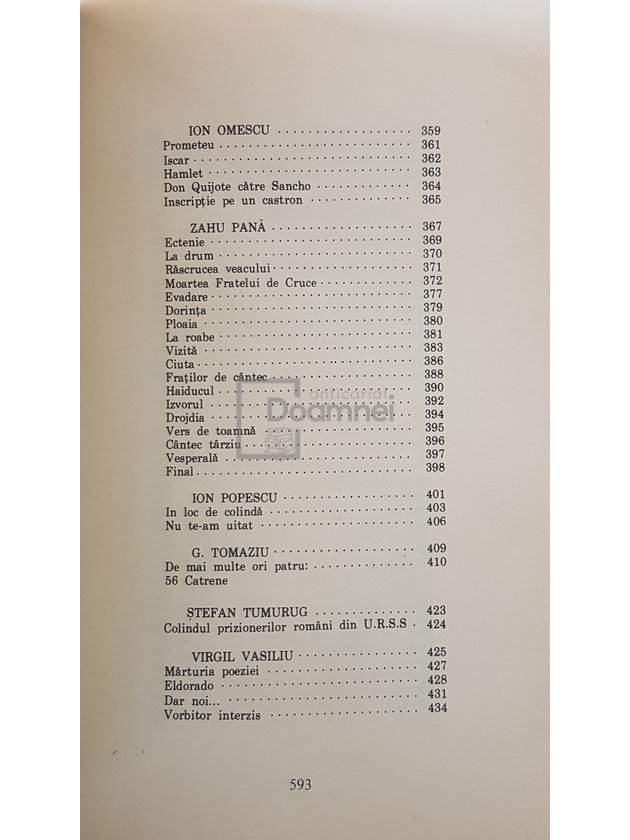 ION OMESCU . . . . . . . . . . . . . . . . . . 359
Prometeu . . . . . . . . . . . . . . . . . . . . . . . . . 361
Iscar . . . . . . . . . . . . . . . . . . . . . . . . . . . . 362
Hamlet . . . . . . . . . . . . . . . . . . . . . . . . . . 363
Don Quijote către Sancho . . . . . . . . . . . . 364
Inscripție pe un castron . . . . . . . . . . . . . 365
ZAHU PANĂ . . . . . . . . . . . . . . . . . . . 367
Ectenie . . . . . . . . . . . . . . . . . . . . . . . . . . 369
La drum . . . . . . . . . . . . . . . . . . . . . . . . . 370
Răscrucea veacului . . . . . . . . . . . . . . . . . 371
Moartea Fratelui de Cruce . . . . . . . . . . . . 372
Evadare . . . . . . . . . . . . . . . . . . . . . . . . . 377
Dorința . . . . . . . . . . . . . . . . . . . . . . . . . 379
Ploaia . . . . . . . . . . . . . . . . . . . . . . . . . . 380
La roabe . . . . . . . . . . . . . . . . . . . . . . . . 381
Vizită . . . . . . . . . . . . . . . . . . . . . . . . . . 383
Ciuta . . . . . . . . . . . . . . . . . . . . . . . . . . . 386
Fraților de cântec . . . . . . . . . . . . . . . . . 388
Haiducul . . . . . . . . . . . . . . . . . . . . . . . . 390
Izvorul . . . . . . . . . . . . . . . . . . . . . . . . . 392
Drojdia . . . . . . . . . . . . . . . . . . . . . . . . . 394
Vers de toamnă . . . . . . . . . . . . . . . . . . . 395
Cântec târziu . . . . . . . . . . . . . . . . . . . . . 396
Vesperală . . . . . . . . . . . . . . . . . . . . . . . 397
Final . . . . . . . . . . . . . . . . . . . . . . . . . . . 398
anticariat
Doamnei
ION POPESCU . . . . . . . . . . . . . . . . . 401
In loc de colindă . . . . . . . . . . . . . . . . . . 403
Nu te-am uitat . . . . . . . . . . . . . . . . . . . 406
G. TOMAZIU . . . . . . . . . . . . . . . . . . . 409
De mai multe ori patru: . . . . . . . . . . . . . 410
56 Catrene
ȘTEFAN TUMURUG . . . . . . . . . . . . . 423
Colindul prizionerilor români din U.R.S.S . 424
VIRGIL VASILIU . . . . . . . . . . . . . . . . 425
Mărturia poeziei . . . . . . . . . . . . . . . . . . 427
Eldorado . . . . . . . . . . . . . . . . . . . . . . . . 428
Dar noi... . . . . . . . . . . . . . . . . . . . . . . . 431
Vorbitor interzis . . . . . . . . . . . . . . . . . . 434
593